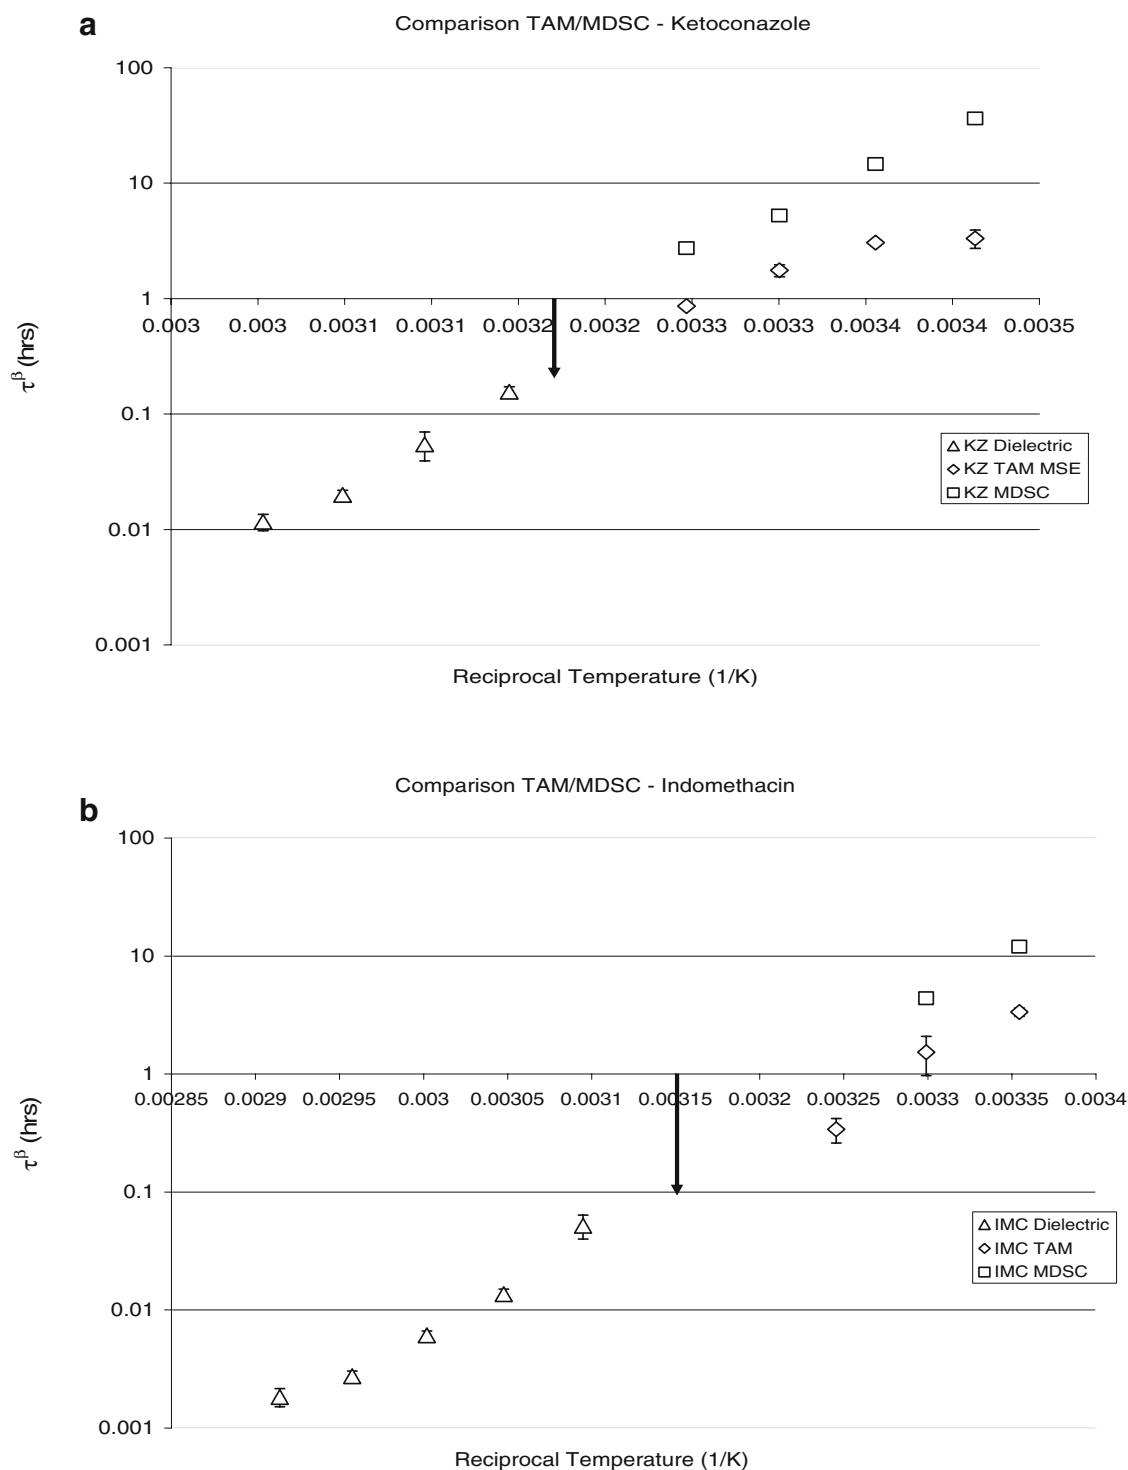 a
Comparison TAM/MDSC - Ketoconazole
100
10
1
0.003 0.003 0.0031 0.0031 0.0032 0.0032 0.0033 0.0033 0.0034 0.0034 0.0035
τβ (hrs)
0.1
KZ Dielectric
KZ TAM MSE
KZ MDSC
0.01
0.001
Reciprocal Temperature (1/K)
Comparison TAM/MDSC - Indomethacin
b
100
10
1
0.00285 0.0029 0.00295 0.003 0.00305 0.0031 0.00315 0.0032 0.00325 0.0033 0.00335 0.0034
τβ (hrs)
0.1
IMC Dielectric
IMC TAM
IMC MDSC
0.01
0.001
Reciprocal Temperature (1/K)